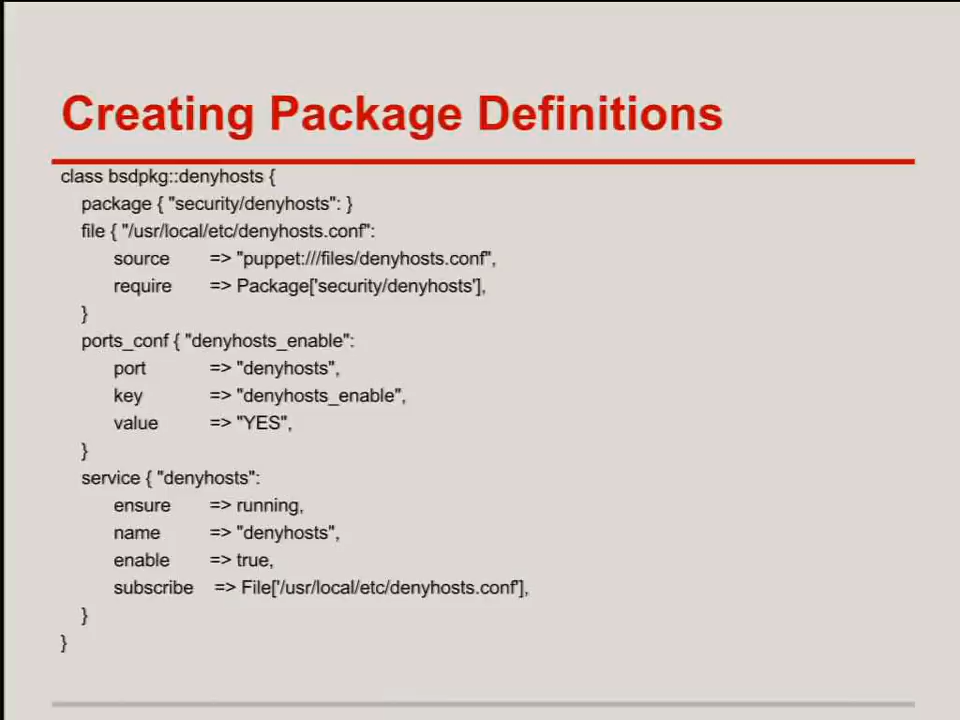 Creating Package Definitions
class bsdpkg::denyhosts {
package { "security/denyhosts": }
file { "/usr/local/etc/denyhosts.conf":
source => "puppet:///files/denyhosts.conf",
require => Package['security/denyhosts'],
}
ports_conf { "denyhosts_enable":
port => "denyhosts",
key => "denyhosts_enable",
value => "YES",
}
service { "denyhosts":
ensure => running,
name => "denyhosts",
enable => true,
subscribe => File['/usr/local/etc/denyhosts.conf'],
}
}